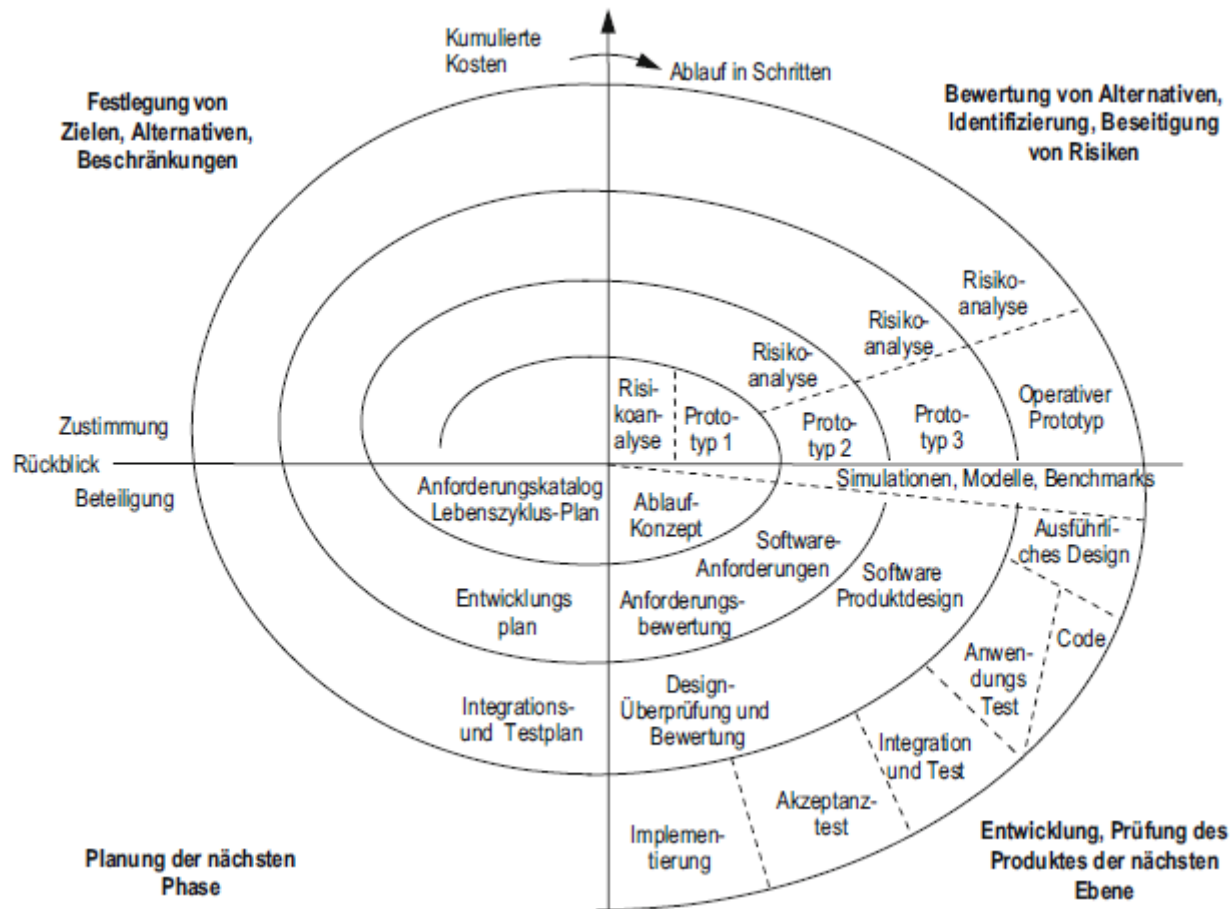 Kumulierte
Kosten
Ablauf in Schritten
Festlegung von
Zielen, Alternativen,
Beschränkungen
Bewertung von Alternativen,
Identifizierung, Beseitigung
von Risiken
Risiko-
analyse
Risiko-
analyse
Risiko-
analyse
Risi-
koana-
lyse
Proto-
typ 1
Proto-
typ 2
Proto-
typ 3
Operativer
Prototyp
Zustimmung
Rückblick
Beteiligung
Simulationen, Modelle, Benchmarks
Anforderungskatalog
Lebenszyklus-Plan
Ablauf-
Konzept
Software-
Anforderungen
Software
Produktdesign
Ausführli-
ches Design
Entwicklungs
plan
Anforderungs-
bewertung
Code
Anwen-
dungs
Test
Integrations-
und Testplan
Design-
Überprüfung und
Bewertung
Integration
und Test
Akzeptanz-
test
Implemen-
tierung
Planung der nächsten
Phase
Entwicklung, Prüfung des
Produktes der nächsten
Ebene